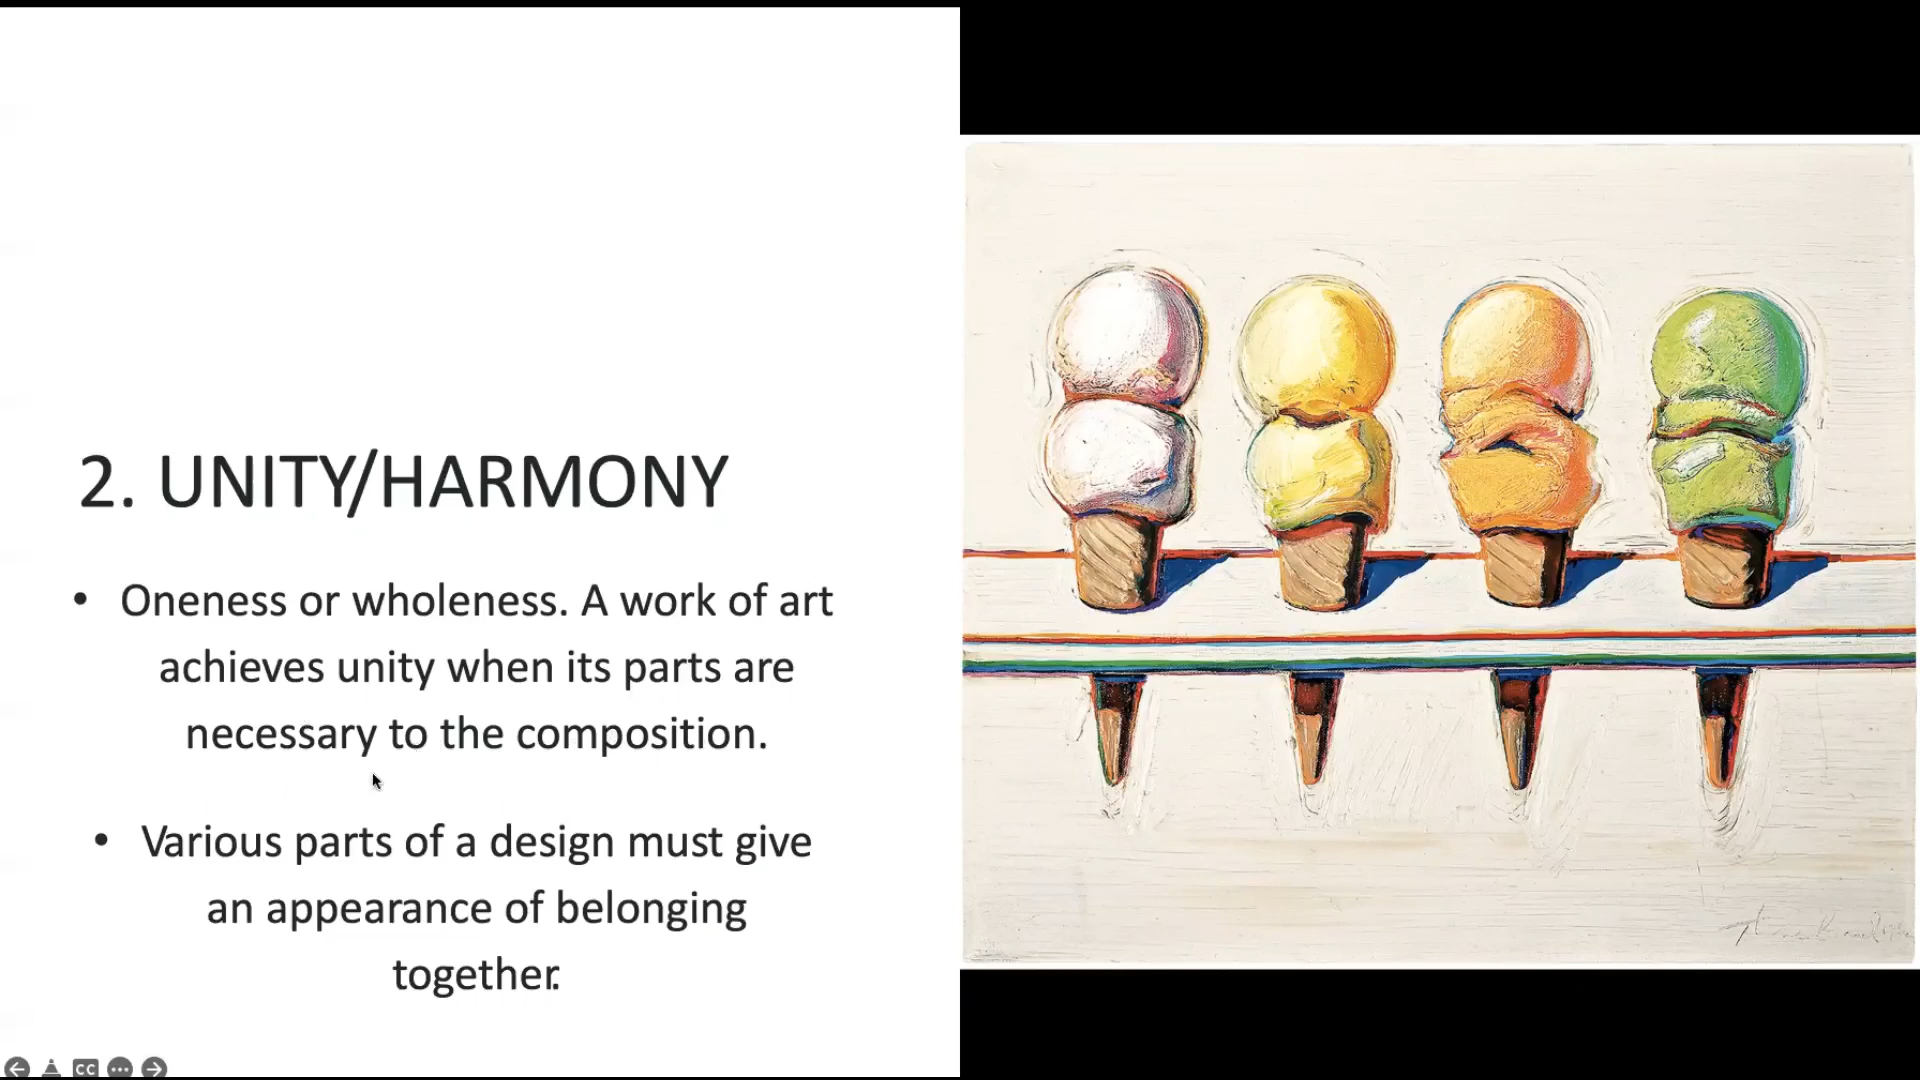 2. UNITY/HARMONY
• Oneness or wholeness. A work of art
achieves unity when its parts are
necessary to the composition.
• Various parts of a design must give
an appearance of belonging
together.
CC